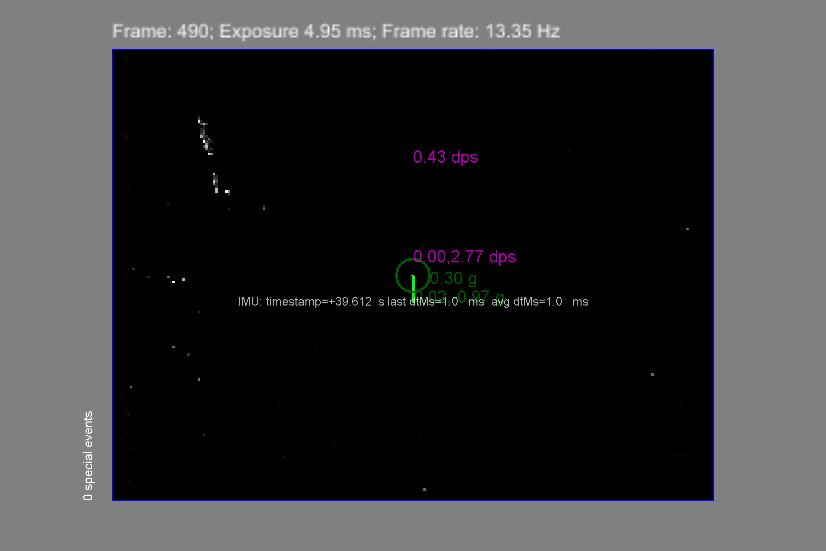 Frame: 490; Exposure 4.95 ms; Frame rate: 13.35 Hz
0.43 dps
0.00,2.77 dps
0.30 g
0.97 g
IMU: timestamp=+39.612 s last dtMs=1.0 ms avg dtMs=1.0 ms
0 special events